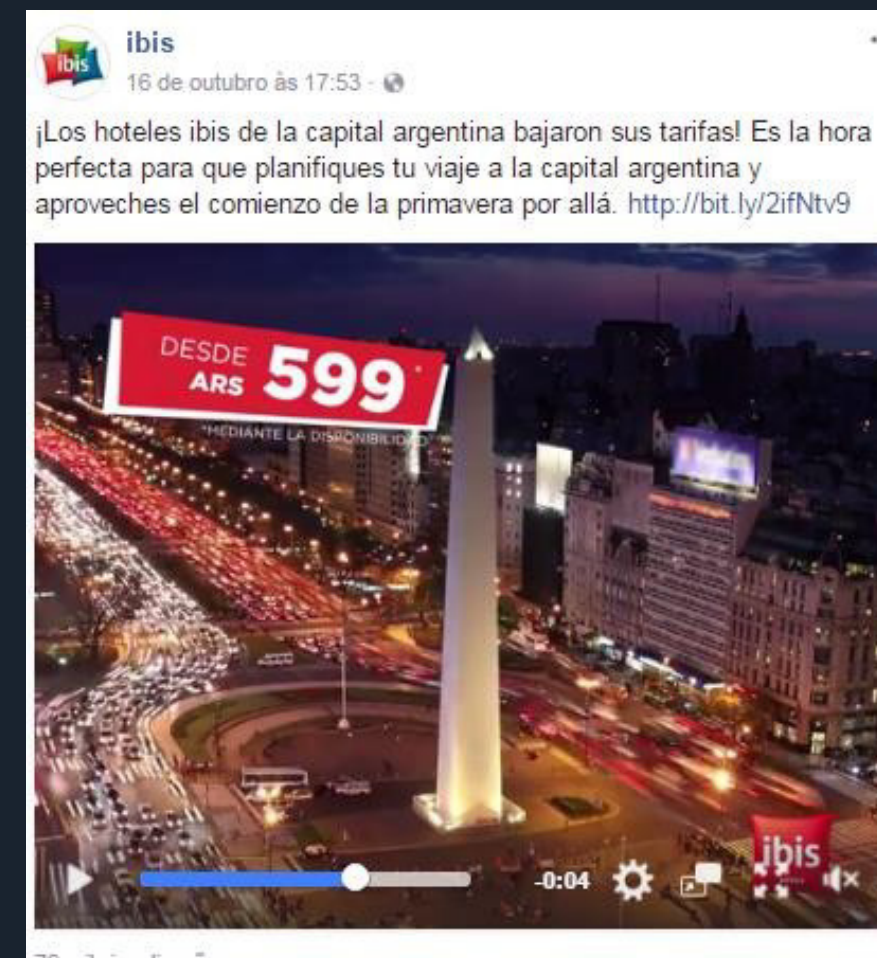 ibis
ibis
16 de outubro às 17:53 ·
¡Los hoteles ibis de la capital argentina bajaron sus tarifas! Es la hora
perfecta para que planifiques tu viaje a la capital argentina y
aproveches el comienzo de la primavera por allá. http://bit.ly/2ifNtv9
DESDE
ARS 599*
*MEDIANTE LA DISPONIBILIDAD
-0:04
ibis